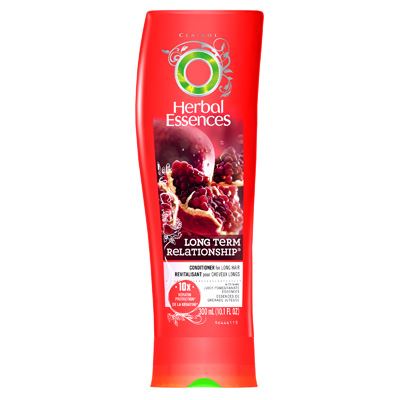 CLAIROL
Herbal
Essences
LONG TERM
RELATIONSHIP®
CONDITIONER for LONG HAIR
REVITALISANT pour CHEVEUX LONGS
10x
300 mL (10.1 FL OZ)